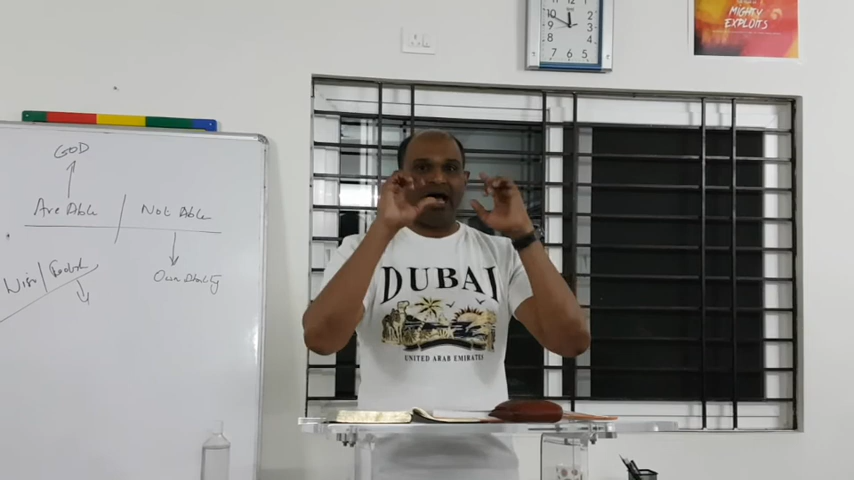 MIGHTY
EXPLOITS
GOD
Are Able
Not Able
Own Ability
DUBAI
UNITED ARAB EMIRATES